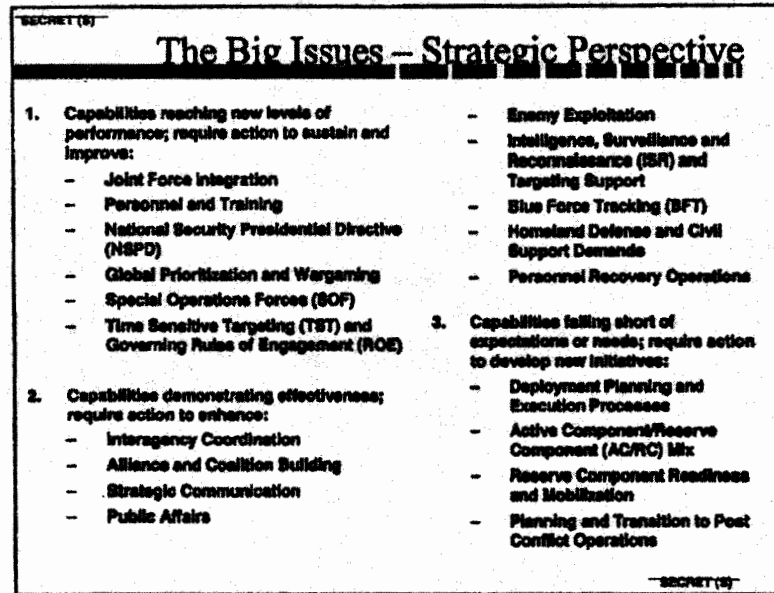 SECRET (S)
The Big Issues – Strategic Perspective
1. Capabilities reaching new levels of
performance; require action to sustain and
improve:
– Joint Force Integration
– Personnel and Training
– National Security Presidential Directive
(NSPD)
– Global Prioritization and Wargaming
– Special Operations Forces (SOF)
– Time Sensitive Targeting (TST) and
Governing Rules of Engagement (ROE)
2. Capabilities demonstrating effectiveness;
require action to enhance:
– Interagency Coordination
– Alliance and Coalition Building
– Strategic Communication
– Public Affairs
– Enemy Exploitation
– Intelligence, Surveillance and
Reconnaissance (ISR) and
Targeting Support
– Blue Force Tracking (BFT)
– Homeland Defense and Civil
Support Demands
– Personnel Recovery Operations
3. Capabilities falling short of
expectations or needs; require action
to develop new initiatives:
– Deployment Planning and
Execution Processes
– Active Component/Reserve
Component (AC/RC) Mix
– Reserve Component Readiness
and Mobilization
– Planning and Transition to Post
Conflict Operations
SECRET (S)